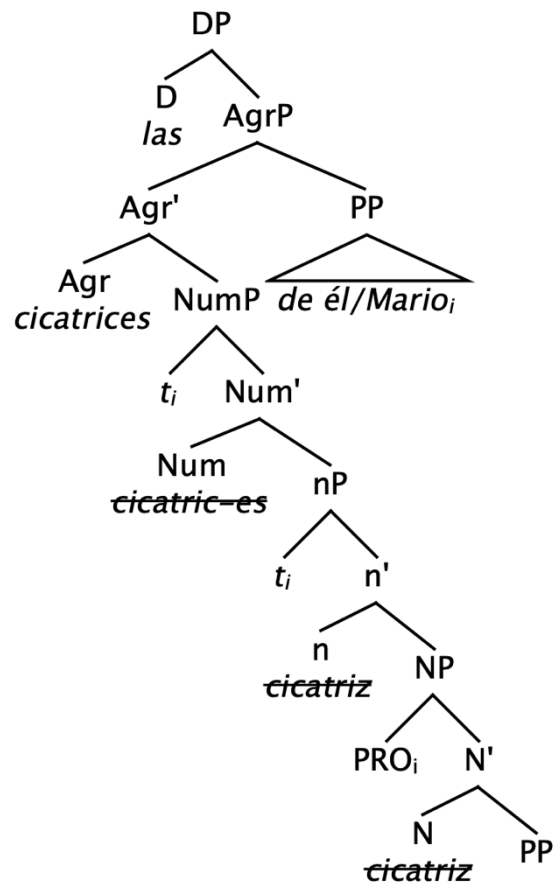 DP
D
las
AgrP
Agr'
PP
Agr
cicatrices
NumP
de él/Marioᵢ
tᵢ
Num'
Num
cicatric-es
nP
tᵢ
n'
n
cicatriz
NP
PROᵢ
N'
N
cicatriz
PP